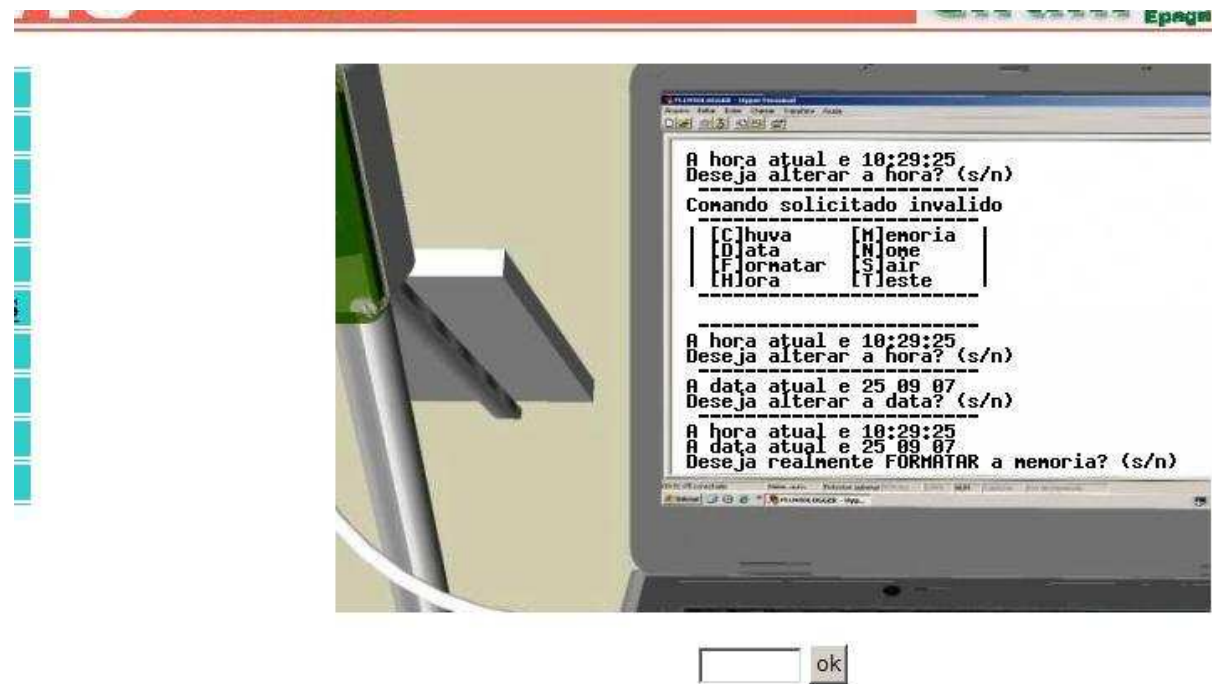 Epagr
A hora atual e 10:29:25
Deseja alterar a hora? (s/n)
Comando solicitado invalido
[C]huva [M]emoria
[D]ata [N]ome
[F]ormatar [S]air
[H]ora [T]este
A hora atual e 10:29:25
Deseja alterar a hora? (s/n)
A data atual e 25 09 07
Deseja alterar a data? (s/n)
A hora atual e 10:29:25
A data atual e 25 09 07
Deseja realmente FORMATAR a memoria? (s/n)
ok